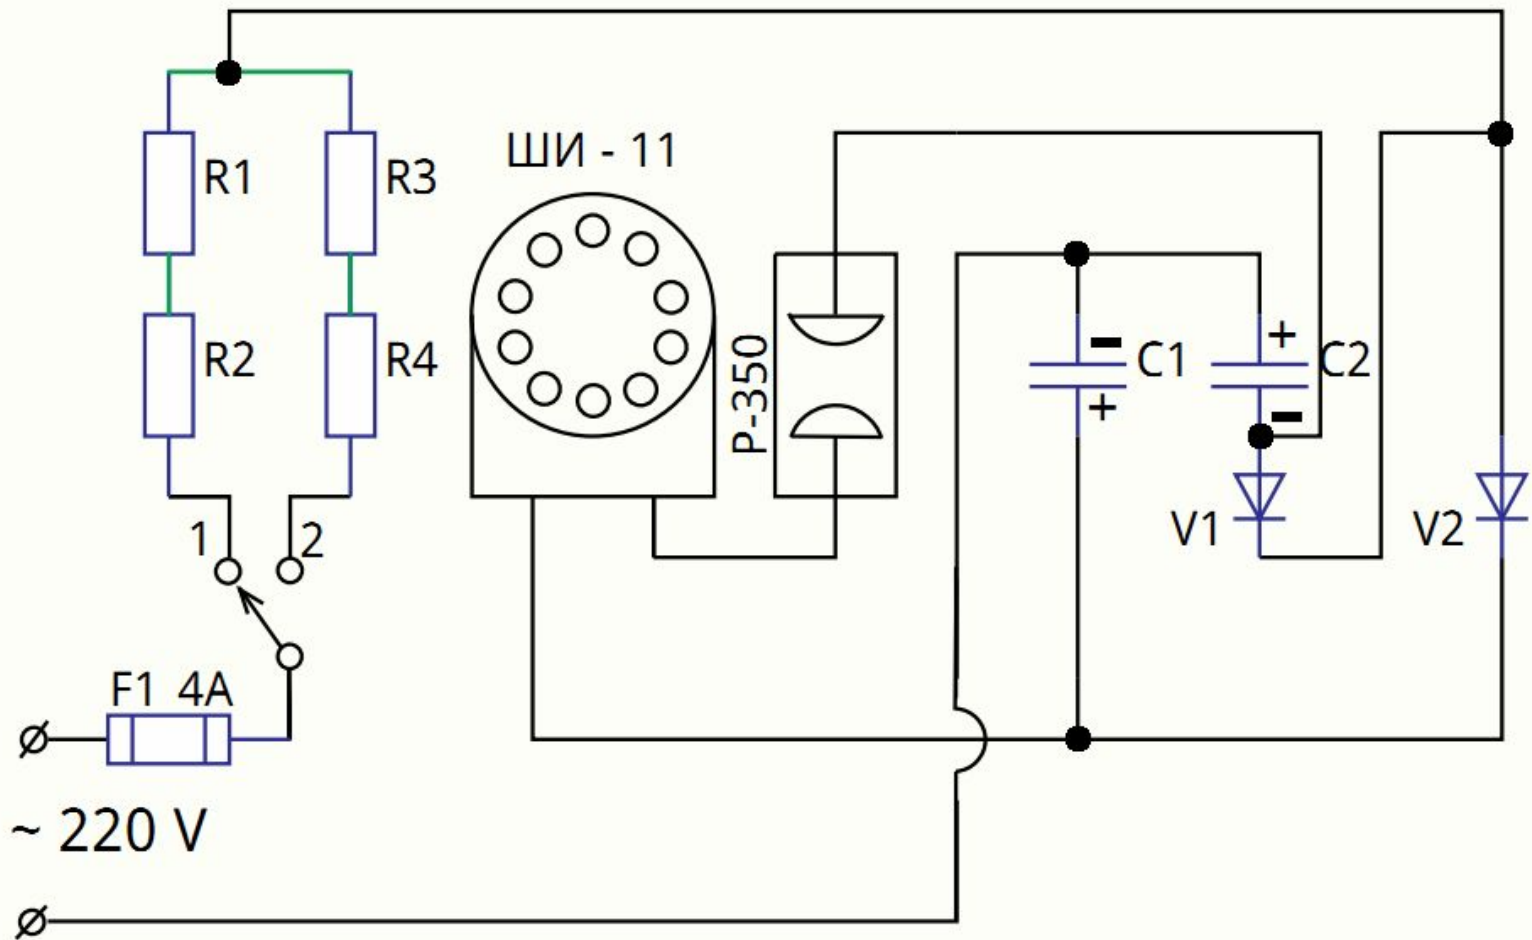 ШИ - 11
R1
R3
R2
R4
P-350
-
+
C1
+
C2
-
1
2
V1
V2
F1 4A
~ 220 V